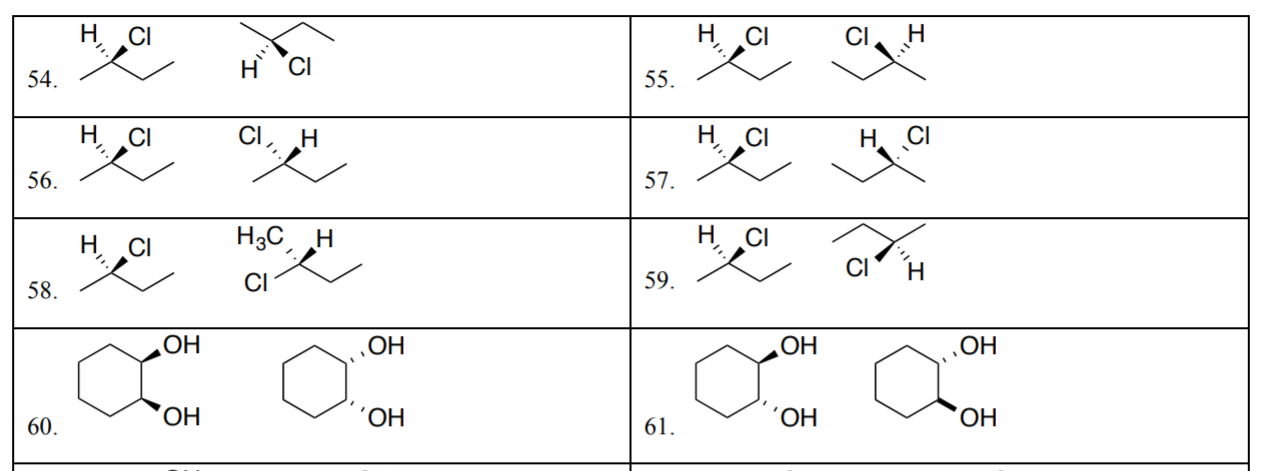 H Cl H Cl
54.
H Cl Cl H
55.
H Cl Cl H
56.
H Cl H Cl
57.
H Cl H₃C H
Cl
58.
H Cl
Cl H
59.
OH OH
OH OH
60.
OH OH
OH OH
61.